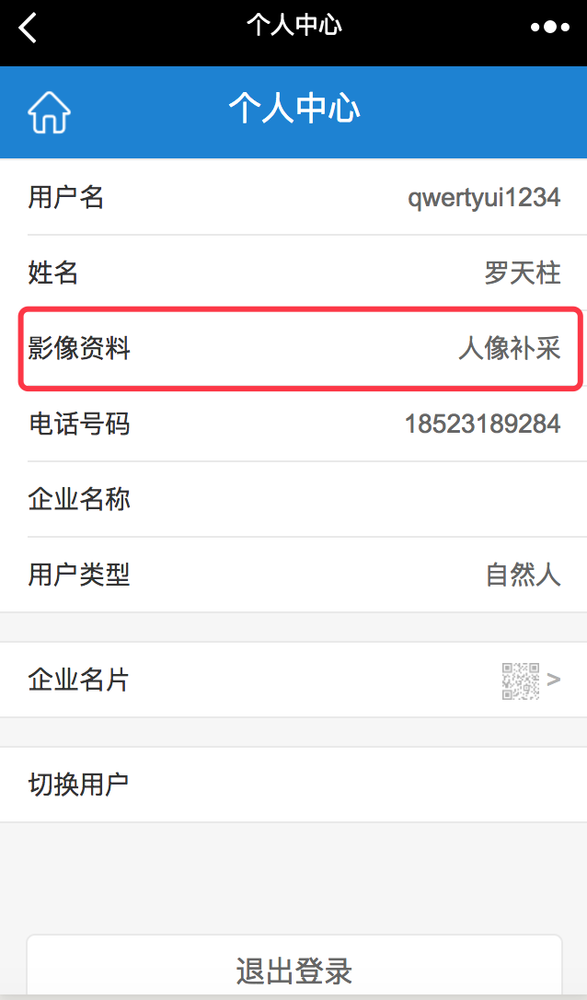 个人中心
个人中心
用户名 qwertyui1234
姓名 罗天柱
影像资料 人像补采
电话号码 18523189284
企业名称
用户类型 自然人
企业名片 >
切换用户
退出登录